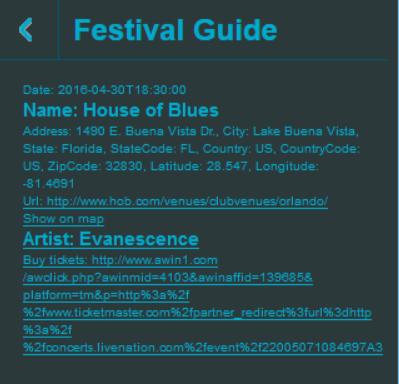 Festival Guide
Date: 2016-04-30T18:30:00
Name: House of Blues
Address: 1490 E. Buena Vista Dr., City: Lake Buena Vista,
State: Florida, StateCode: FL, Country: US, CountryCode:
US, ZipCode: 32830, Latitude: 28.547, Longitude:
-81.4691
Url: http://www.hob.com/venues/clubvenues/orlando/
Show on map
Artist: Evanescence
Buy tickets: http://www.awin1.com
/awclick.php?awinmid=4103&awinaffid=139685&
platform=tm&p=http%3a%2f
%2fwww.ticketmaster.com%2fpartner_redirect%3furl%3dhttp
%3a%2f
%2fconcerts.livenation.com%2fevent%2f22005071084697A3